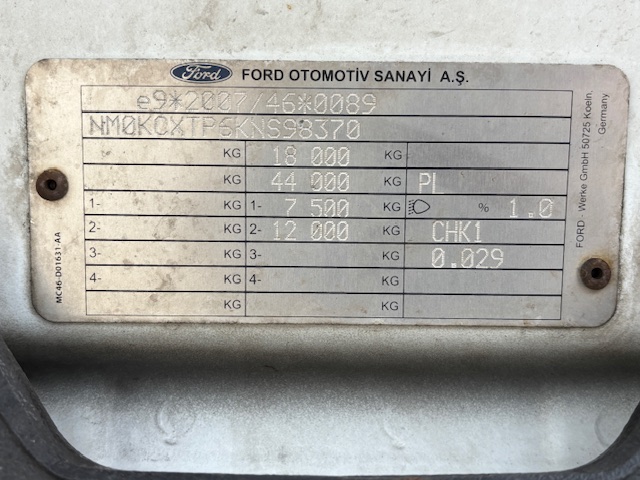 Ford FORD OTOMOTİV SANAYİ A.Ş.
e9*2007/46*0089
NM0KCXTP6KNS98370
KG 18 000 KG
KG 44 000 KG PL
1- KG 1- 7 500 KG % 1.0
2- KG 2- 12 000 KG CHK1
3- KG 3- KG 0.029
4- KG 4- KG
KG KG
MC46-D01631-AA
FORD - Werke GmbH 50725 Koeln
Germany